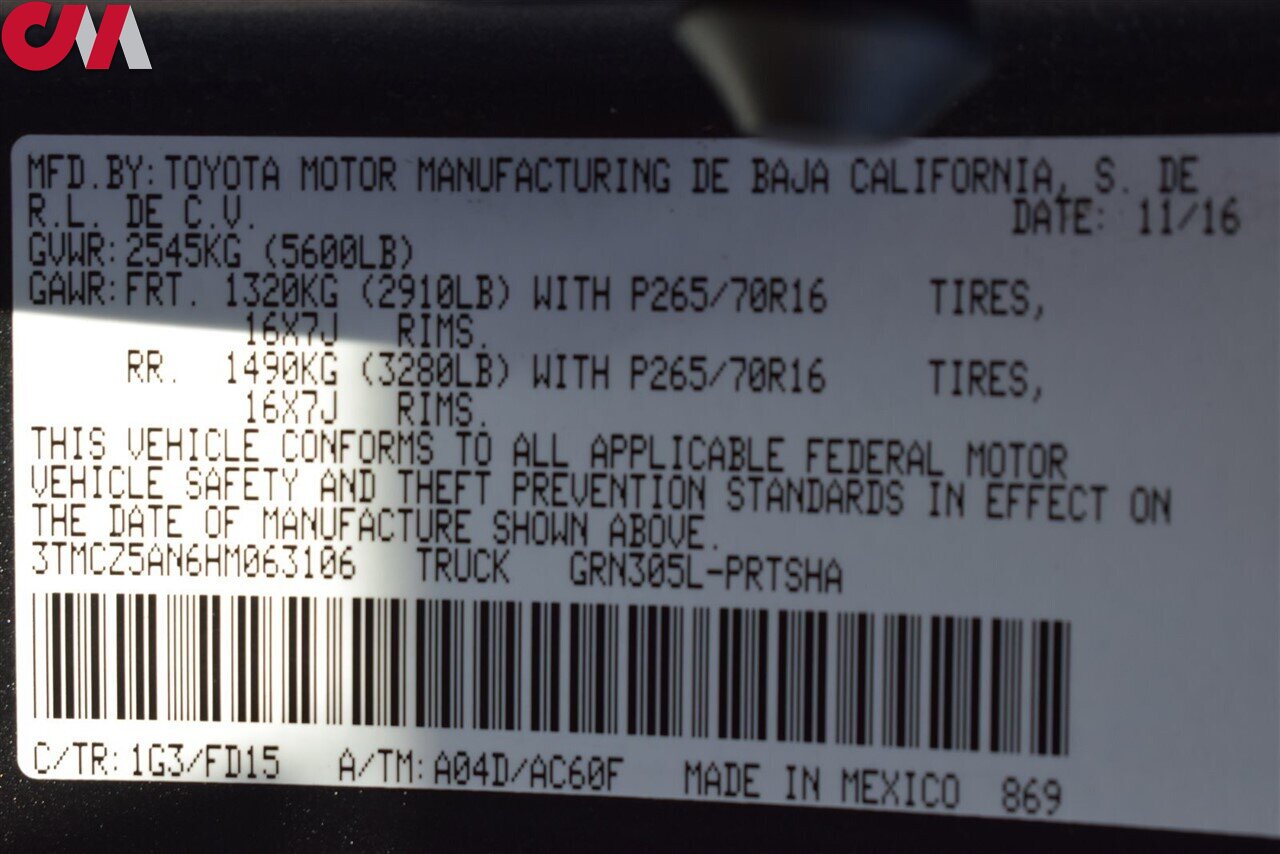 CMA
MFD.BY: TOYOTA MOTOR MANUFACTURING DE BAJA CALIFORNIA, S. DE
R.L. DE C.V. DATE: 11/16
GVWR: 2545KG (5600LB)
GAWR: FRT. 1320KG (2910LB) WITH P265/70R16 TIRES,
16X7J RIMS.
RR. 1490KG (3280LB) WITH P265/70R16 TIRES,
16X7J RIMS.
THIS VEHICLE CONFORMS TO ALL APPLICABLE FEDERAL MOTOR
VEHICLE SAFETY AND THEFT PREVENTION STANDARDS IN EFFECT ON
THE DATE OF MANUFACTURE SHOWN ABOVE.
3TMCZ5AN6HM063106 TRUCK GRN305L-PRTSHA
C/TR: 1G3/FD15 A/TM: A04D/AC60F MADE IN MEXICO 869